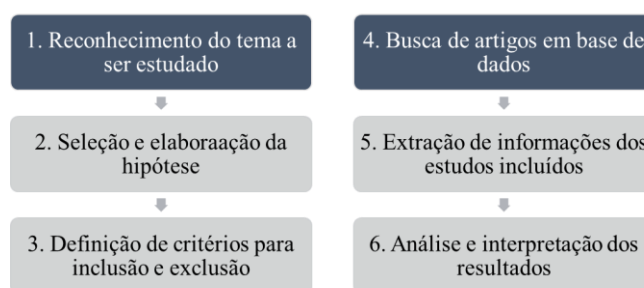 1. Reconhecimento do tema a
ser estudado
2. Seleção e elaboraação da
hipótese
3. Definição de critérios para
inclusão e exclusão
4. Busca de artigos em base de
dados
5. Extração de informações dos
estudos incluídos
6. Análise e interpretação dos
resultados